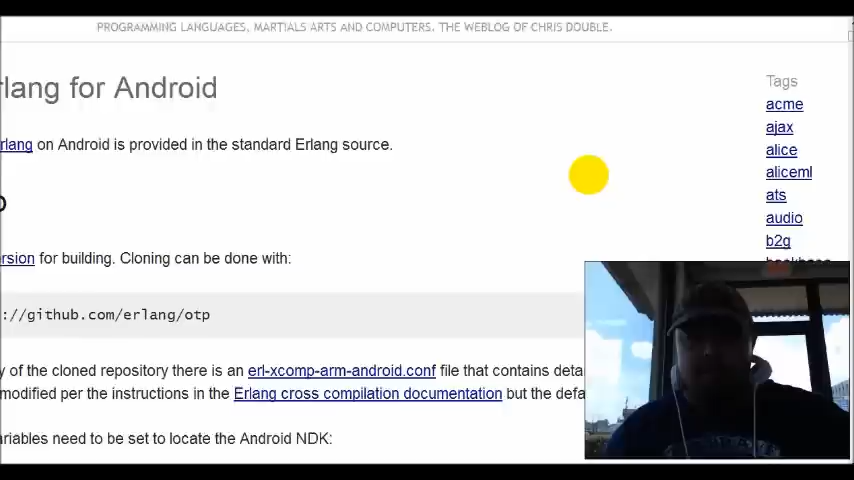 PROGRAMMING LANGUAGES, MARTIALS ARTS AND COMPUTERS. THE WEBLOG OF CHRIS DOUBLE.
rlang for Android
Tags
acme
ajax
rlang on Android is provided in the standard Erlang source.
alice
aliceml
ats
audio
b2g
ersion for building. Cloning can be done with:
://github.com/erlang/otp
y of the cloned repository there is an erl-xcomp-arm-android.conf file that contains deta
modified per the instructions in the Erlang cross compilation documentation but the defa
ariables need to be set to locate the Android NDK: